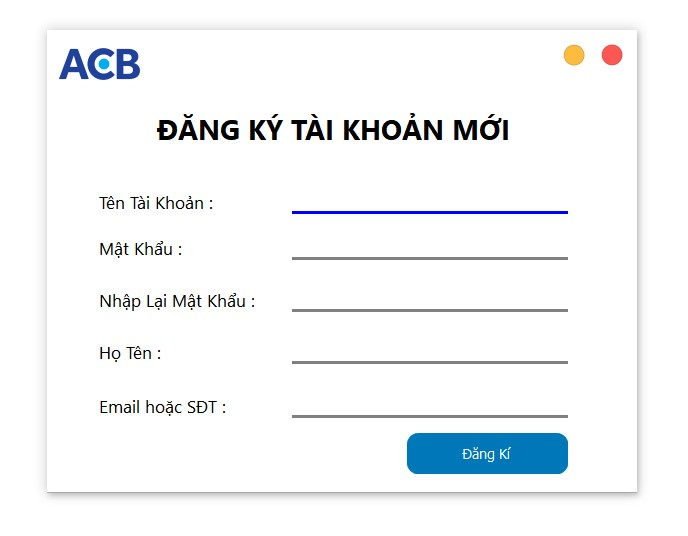 ACB
ĐĂNG KÝ TÀI KHOẢN MỚI
Tên Tài Khoản :
Mật Khẩu :
Nhập Lại Mật Khẩu :
Họ Tên :
Email hoặc SĐT :
Đăng Kí